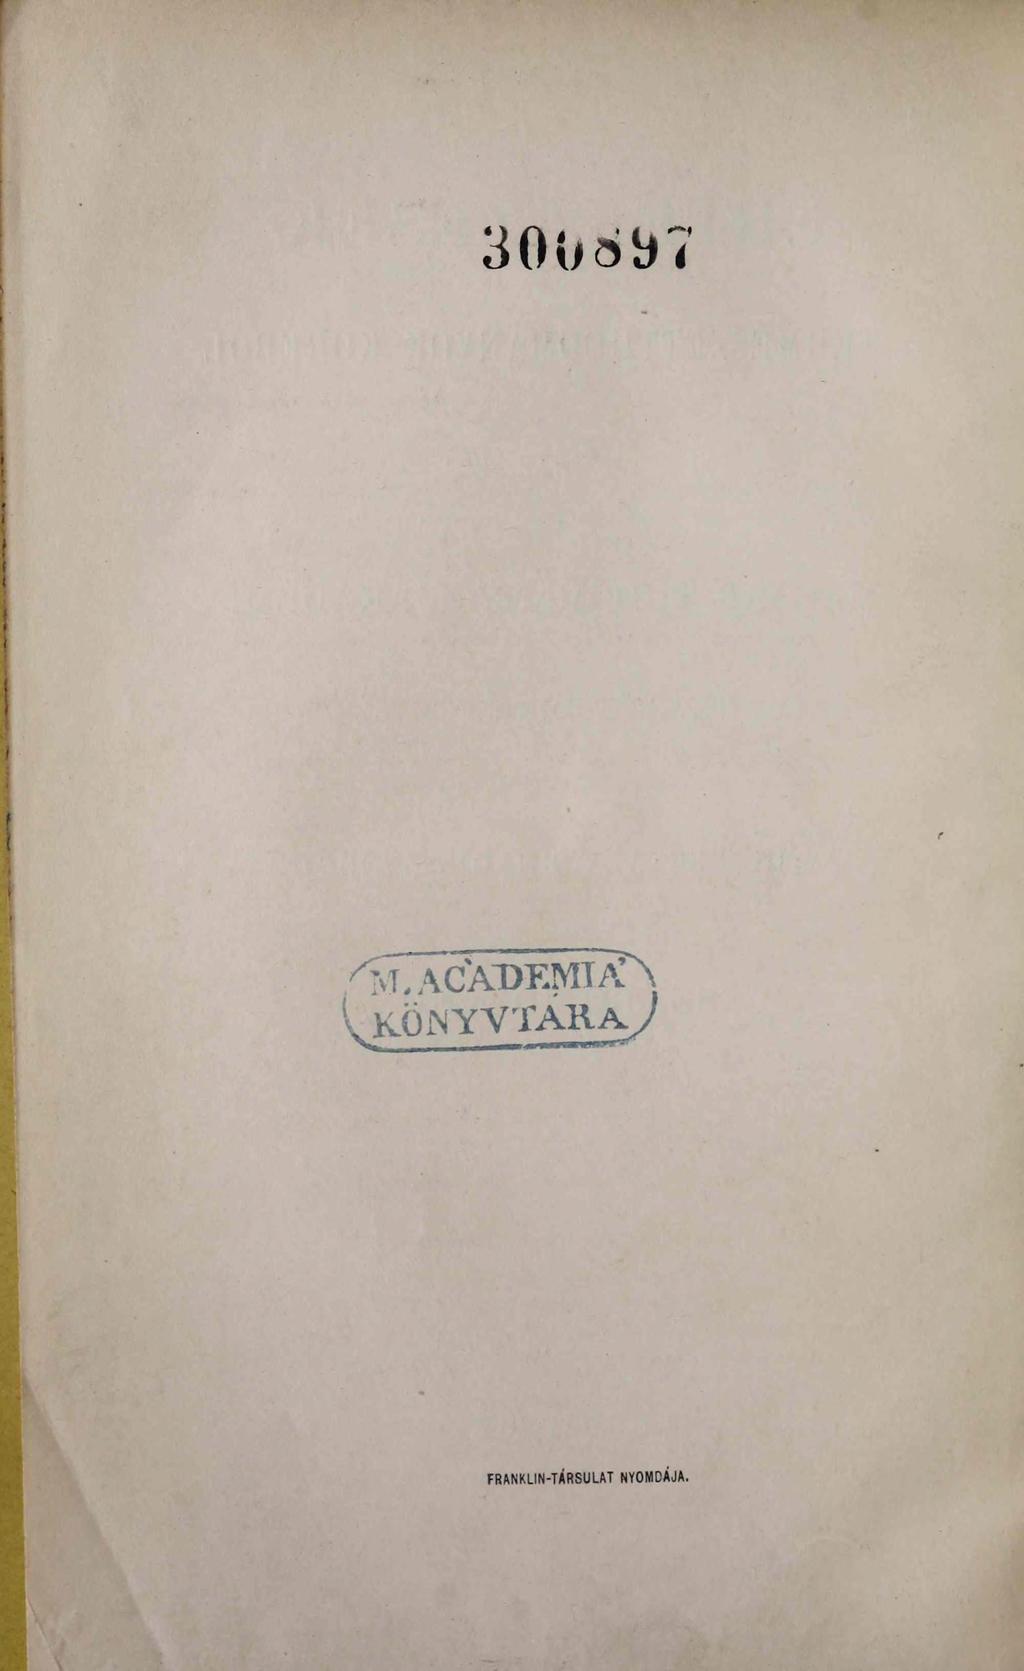 300897
M. ACADEMIA
KÖNYVTÁRA
FRANKLIN-TÁRSULAT NYOMDÁJA.